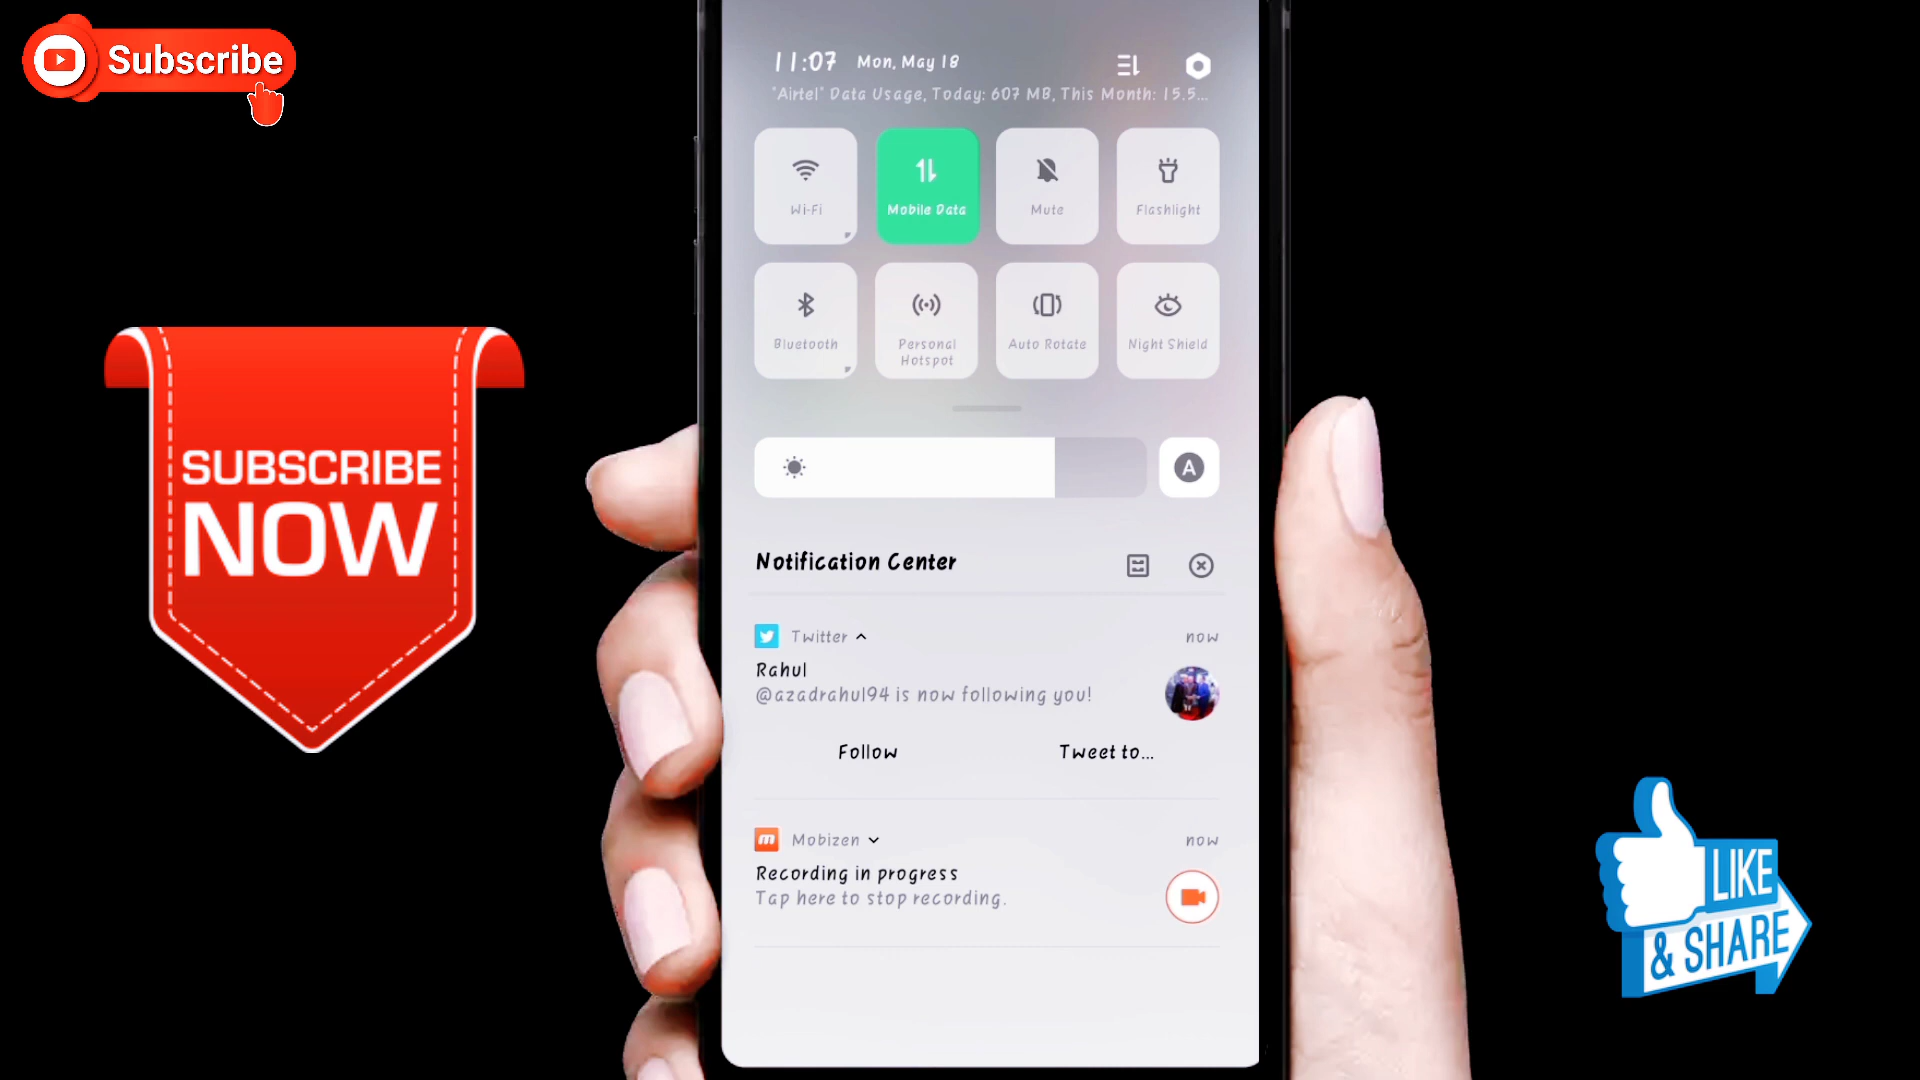 Subscribe
11:07 Mon, May 18
"Airtel" Data Usage, Today: 607 MB, This Month: 15.5...
Wi-Fi
Mobile Data
Mute
Flashlight
Bluetooth
Personal
Hotspot
Auto Rotate
Night Shield
A
SUBSCRIBE
NOW
Notification Center
Twitter
now
Rahul
@azadrahul94 is now following you!
Follow
Tweet to...
m
Mobizen
now
Recording in progress
Tap here to stop recording.
LIKE
& SHARE